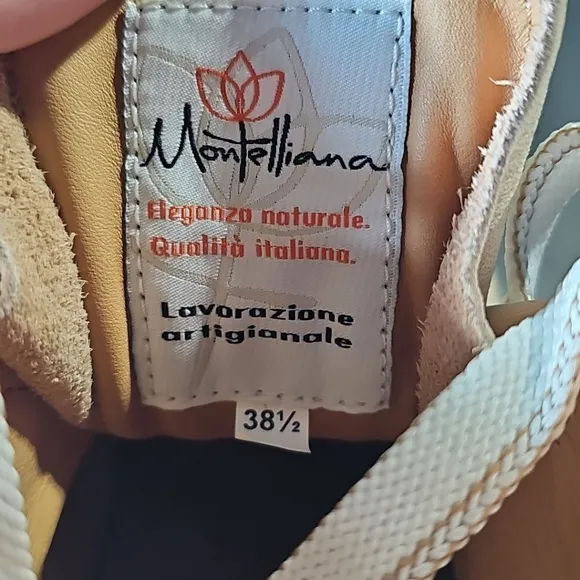 Montelliana
Eleganza naturale.
Qualità italiana.
Lavorazione
artigianale
38½